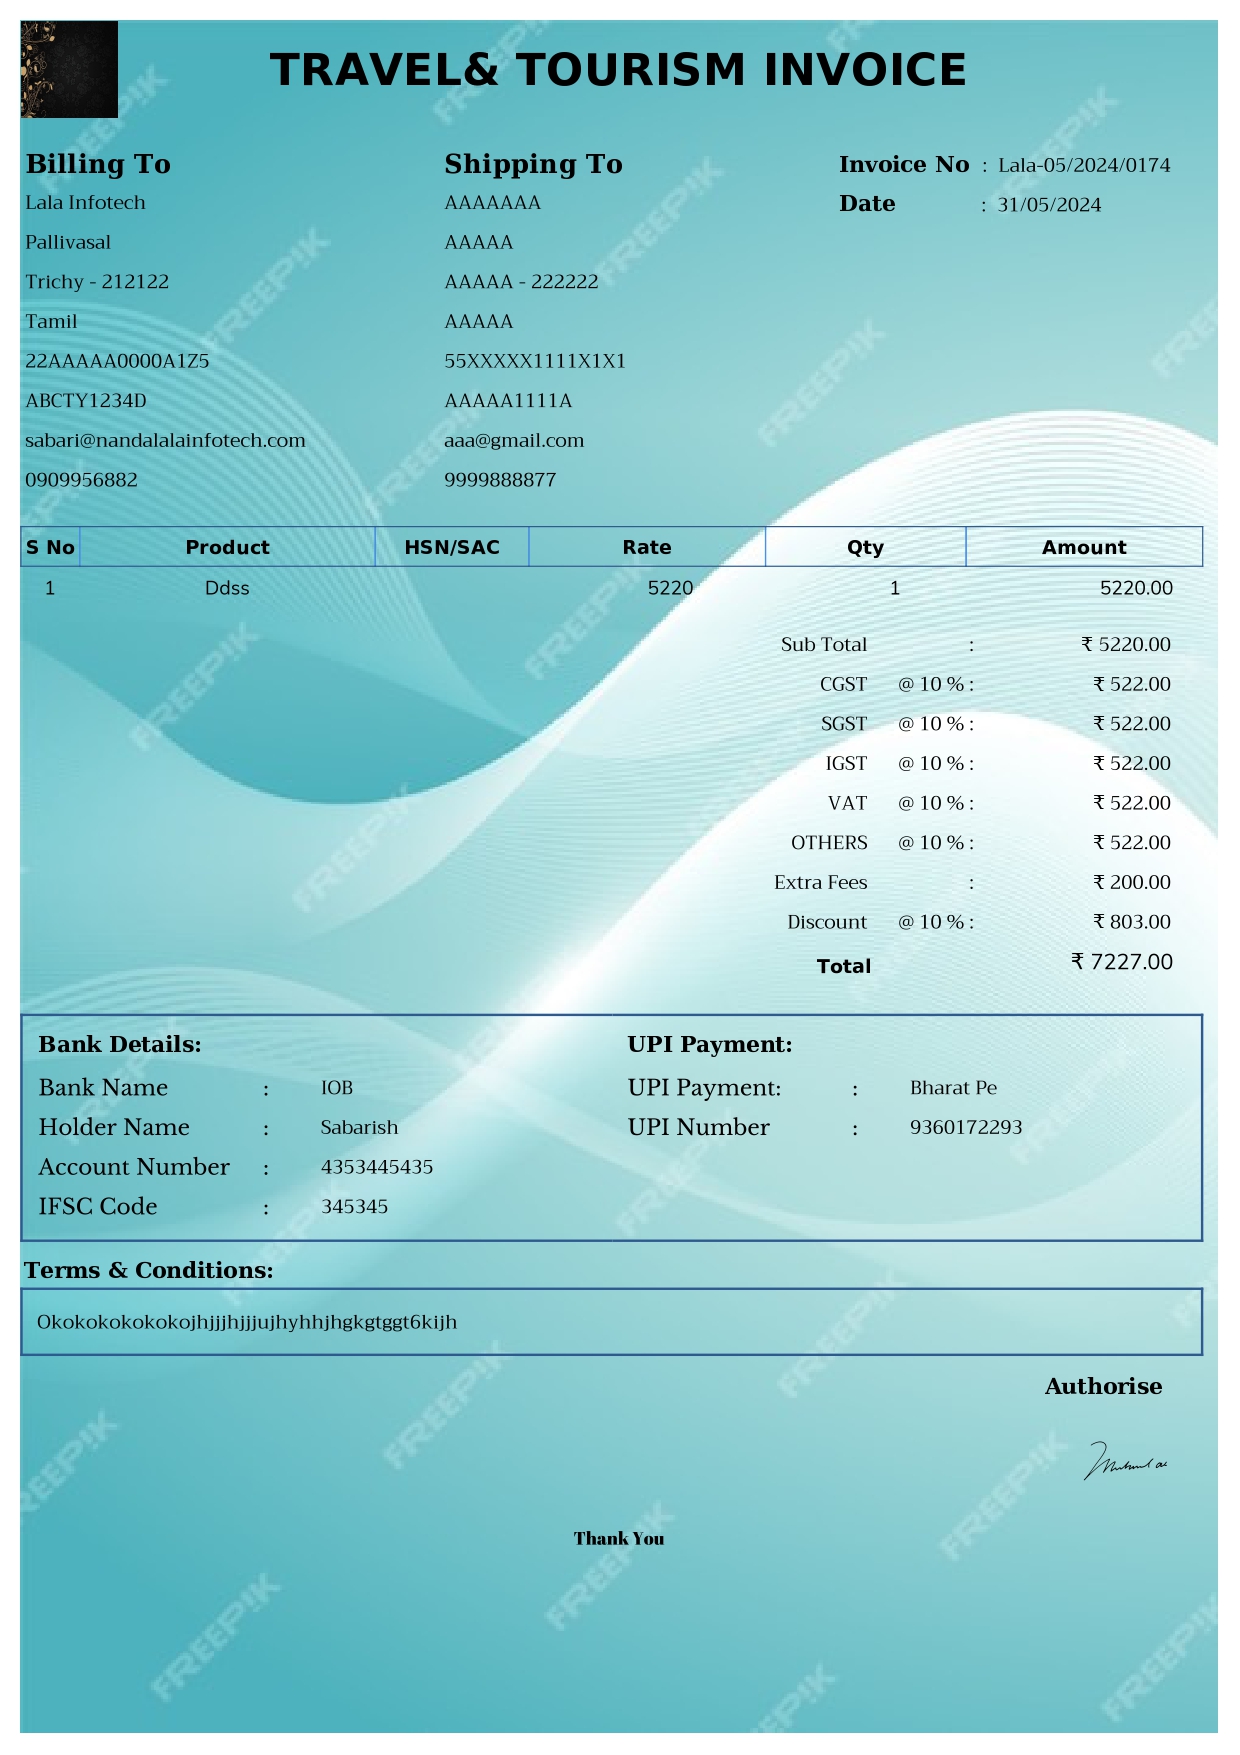 TRAVEL& TOURISM INVOICE
Billing To
Lala Infotech
Pallivasal
Trichy - 212122
Tamil
22AAAAA0000A1Z5
ABCTY1234D
sabari@nandalalainfotech.com
0909956882
Shipping To
AAAAAAA
AAAAA
AAAAA - 222222
AAAAA
55XXXXX1111X1X1
AAAAA1111A
aaa@gmail.com
9999888877
Invoice No : Lala-05/2024/0174
Date : 31/05/2024
S No Product HSN/SAC Rate Qty Amount
1 Ddss 5220 1 5220.00
Sub Total : ₹ 5220.00
CGST @ 10 % : ₹ 522.00
SGST @ 10 % : ₹ 522.00
IGST @ 10 % : ₹ 522.00
VAT @ 10 % : ₹ 522.00
OTHERS @ 10 % : ₹ 522.00
Extra Fees : ₹ 200.00
Discount @ 10 % : ₹ 803.00
Total ₹ 7227.00
Bank Details:
Bank Name : IOB
Holder Name : Sabarish
Account Number : 4353445435
IFSC Code : 345345
UPI Payment:
UPI Payment: : Bharat Pe
UPI Number : 9360172293
Terms & Conditions:
Okokokokokokojhjjjhjjjujhyhhjhgkgtggt6kijh
Authorise
Thank You
FREEPIK